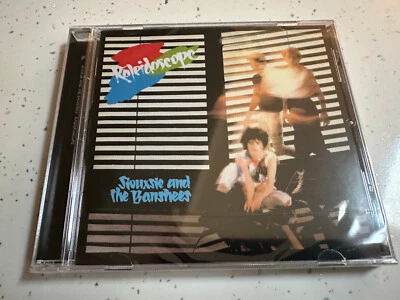 Kaleidoscope
Siouxsie and
the Banshees